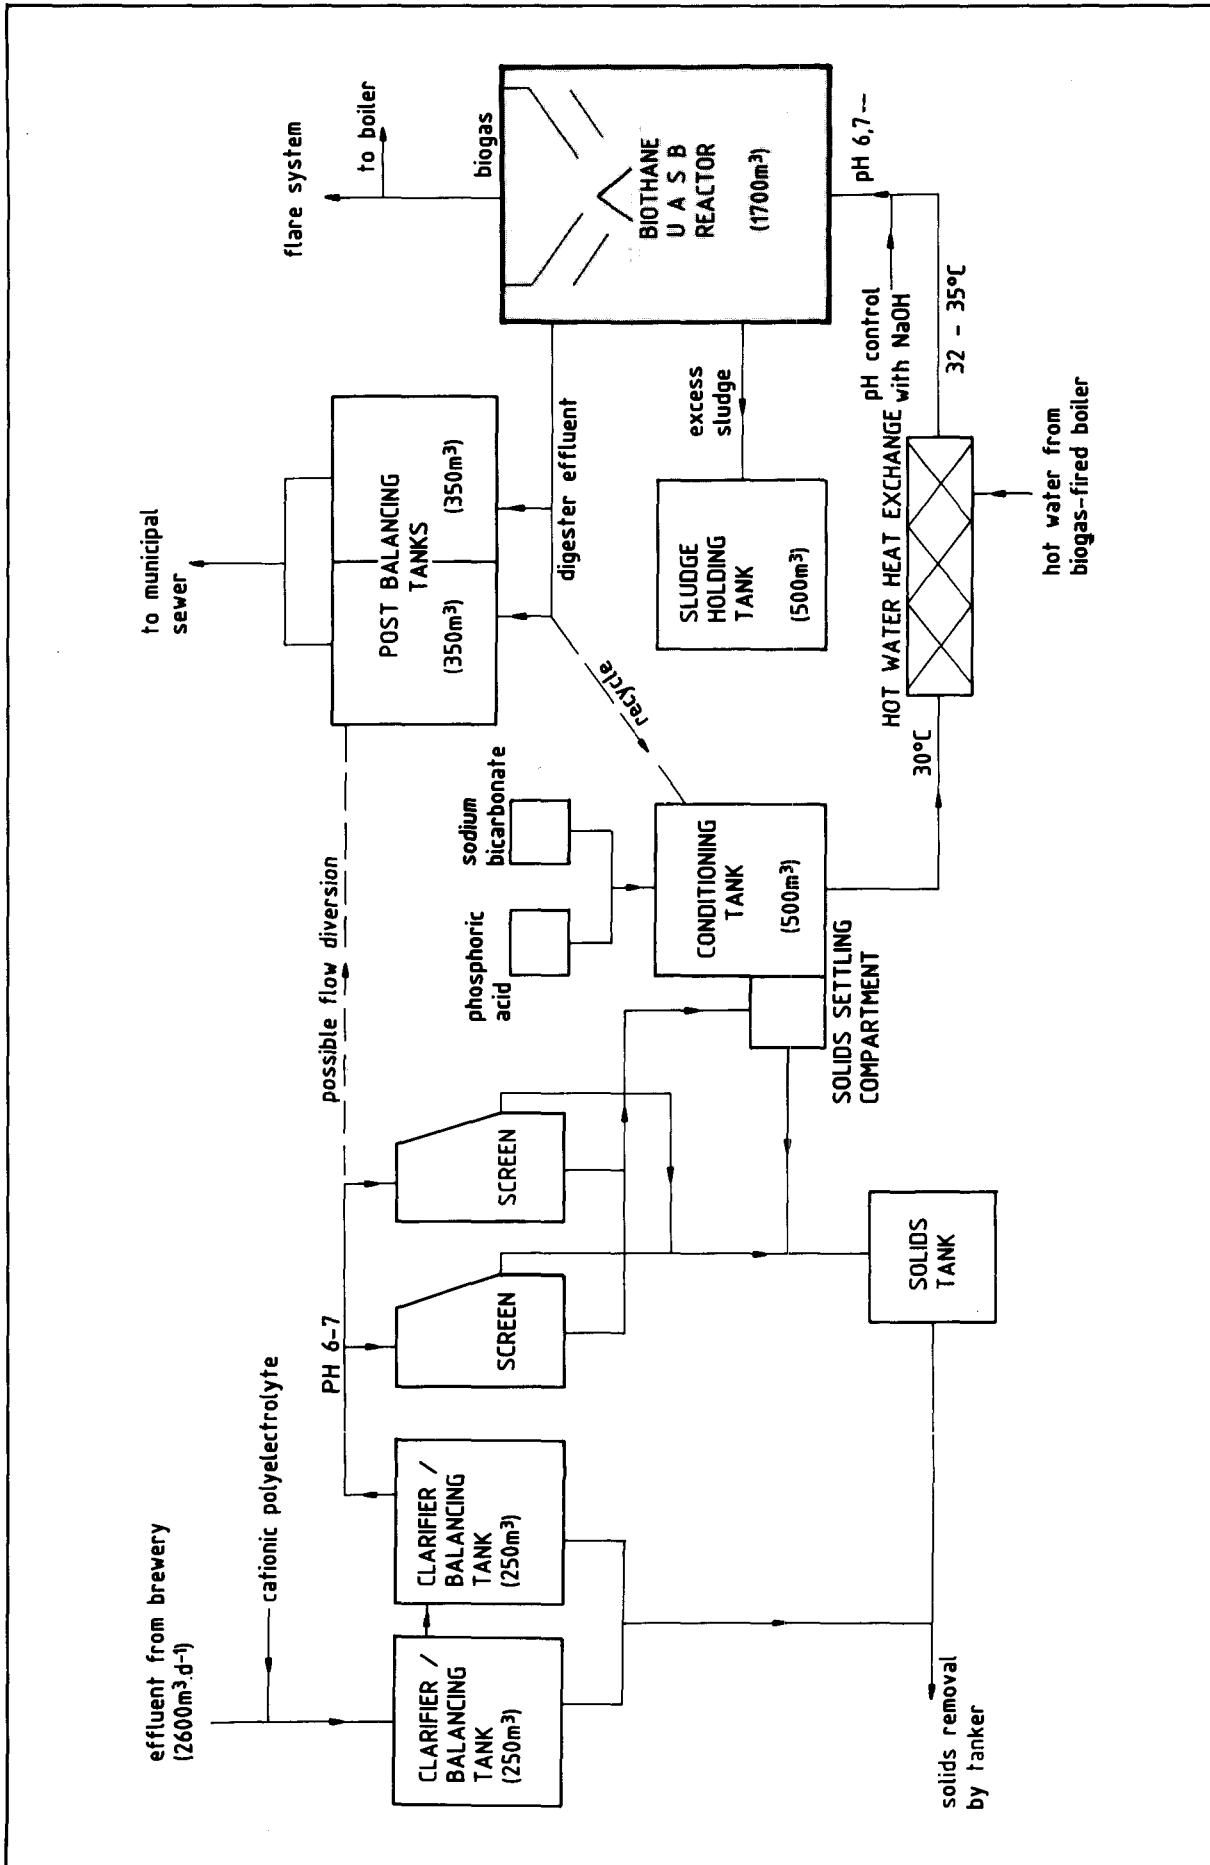 effluent from brewery
(2600m³.d⁻¹)
cationic polyelectrolyte
CLARIFIER /
BALANCING
TANK
(250m³)
CLARIFIER /
BALANCING
TANK
(250m³)
solids removal
by tanker
PH 6-7
possible flow diversion
SCREEN
SCREEN
SOLIDS
TANK
phosphoric
acid
sodium
bicarbonate
CONDITIONING
TANK
(500m³)
SOLIDS SETTLING
COMPARTMENT
recycle
to municipal
sewer
POST BALANCING
TANKS
(350m³)
(350m³)
digester effluent
SLUDGE
HOLDING
TANK
(500m³)
excess
sludge
30°C
HOT WATER HEAT EXCHANGE
hot water from
biogas-fired boiler
32 - 35°C
pH control
with NaOH
pH 6,7--
flare system
to boiler
biogas
BIOTHANE
U A S B
REACTOR
(1700m³)